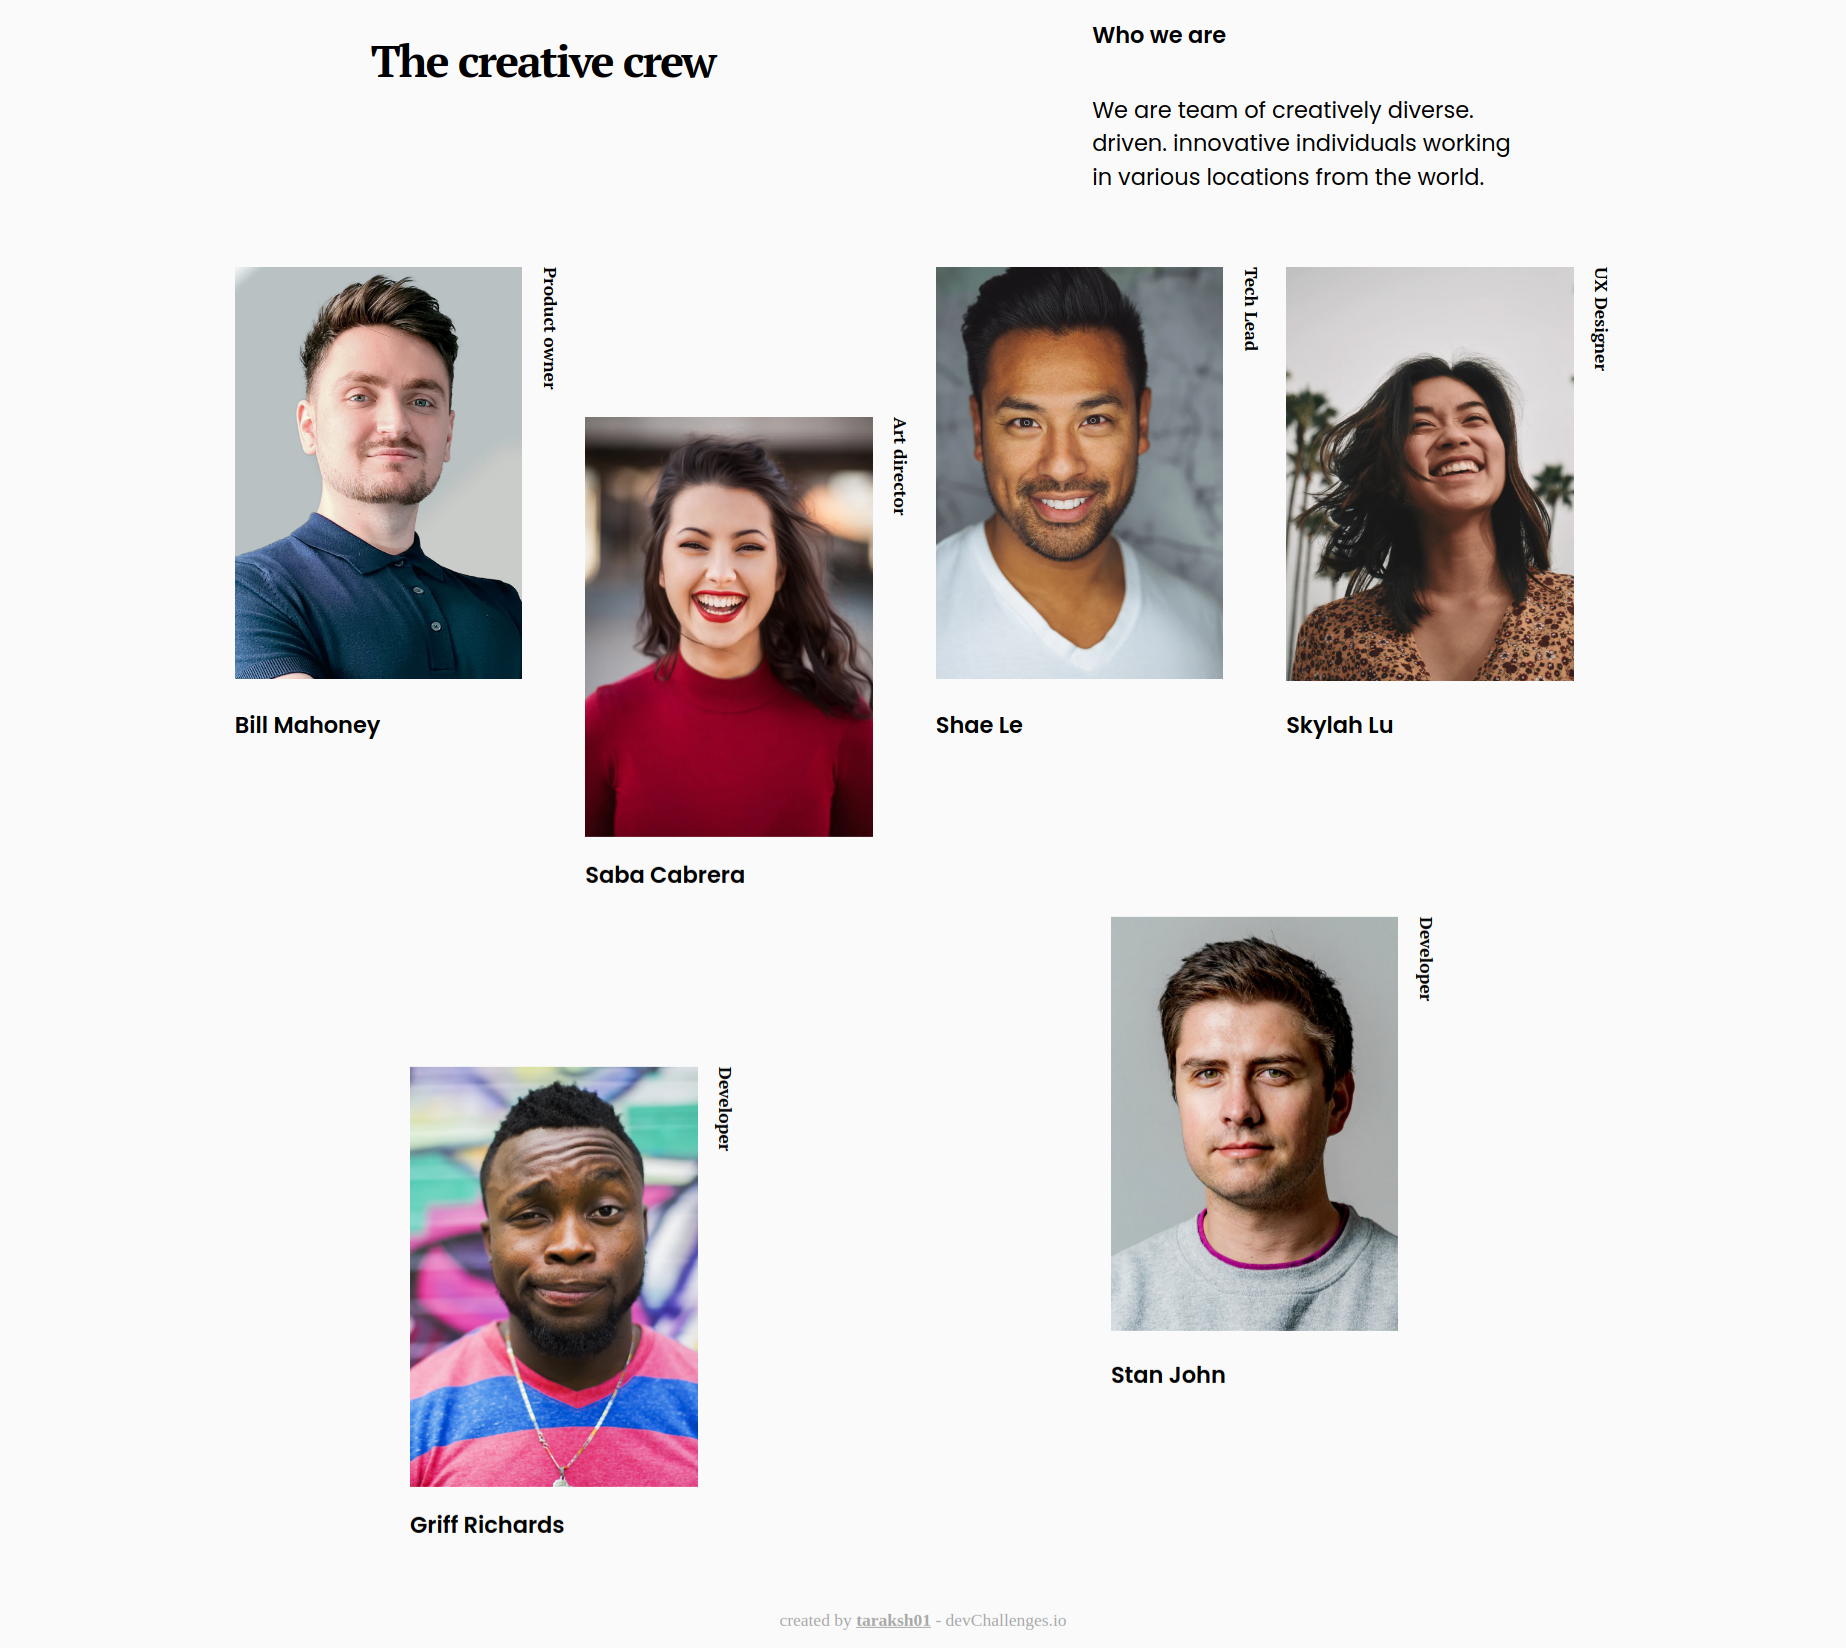 The creative crew
Who we are
We are team of creatively diverse.
driven. innovative individuals working
in various locations from the world.
Product owner
Bill Mahoney
Art director
Saba Cabrera
Tech Lead
Shae Le
UX Designer
Skylah Lu
Developer
Griff Richards
Developer
Stan John
created by taraksh01 - devChallenges.io